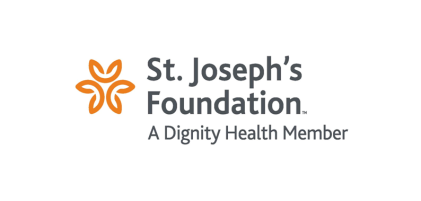 St. Joseph's
Foundation™
A Dignity Health Member